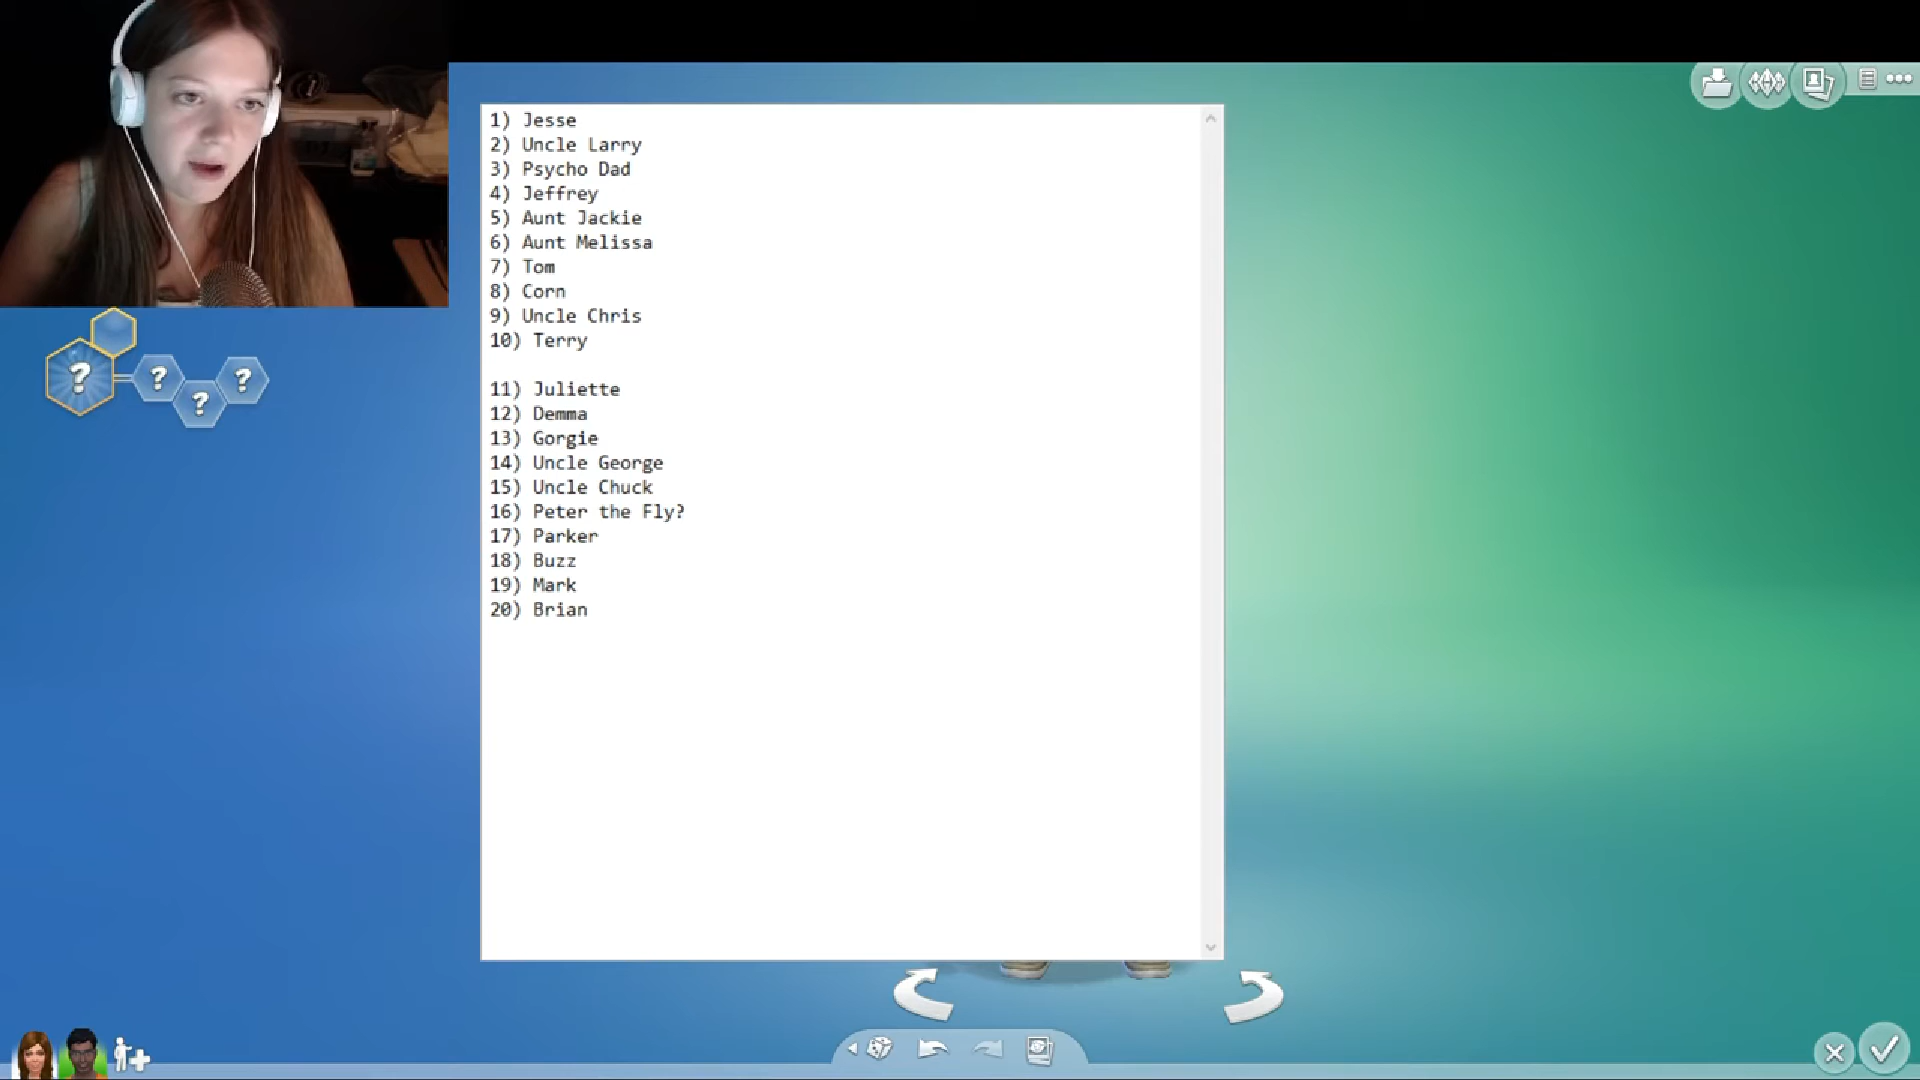 1) Jesse
2) Uncle Larry
3) Psycho Dad
4) Jeffrey
5) Aunt Jackie
6) Aunt Melissa
7) Tom
8) Corn
9) Uncle Chris
10) Terry
11) Juliette
12) Demma
13) Gorgie
14) Uncle George
15) Uncle Chuck
16) Peter the Fly?
17) Parker
18) Buzz
19) Mark
20) Brian
?
?
?
?